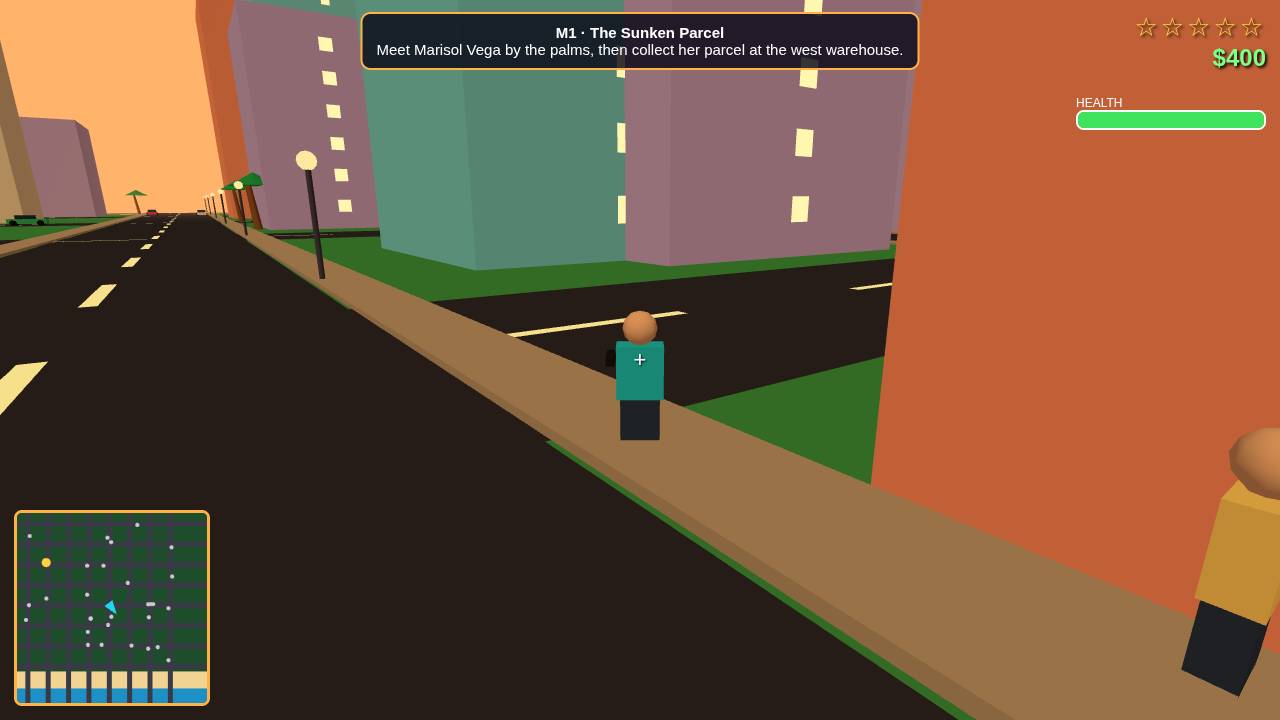 M1 · The Sunken Parcel
Meet Marisol Vega by the palms, then collect her parcel at the west warehouse.
$400
HEALTH